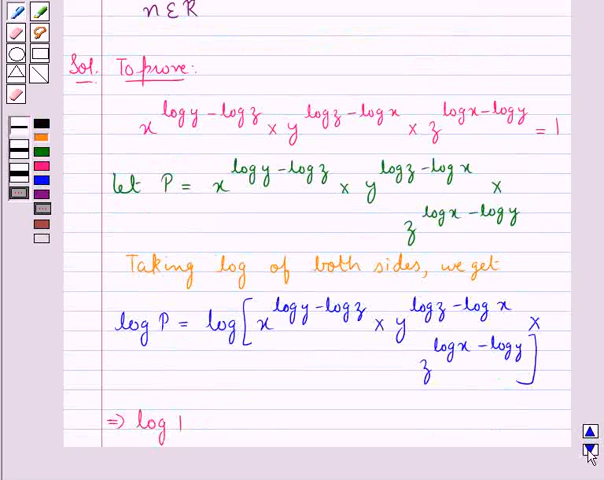 n ε R
Sol. To prove:
x^(log y - log z) × y^(log z - log x) × z^(log x - log y) = 1
let P = x^(log y - log z) × y^(log z - log x) ×
z^(log x - log y)
Taking log of both sides, we get
log P = log[x^(log y - log z) × y^(log z - log x) ×
z^(log x - log y)]
⇒ log |